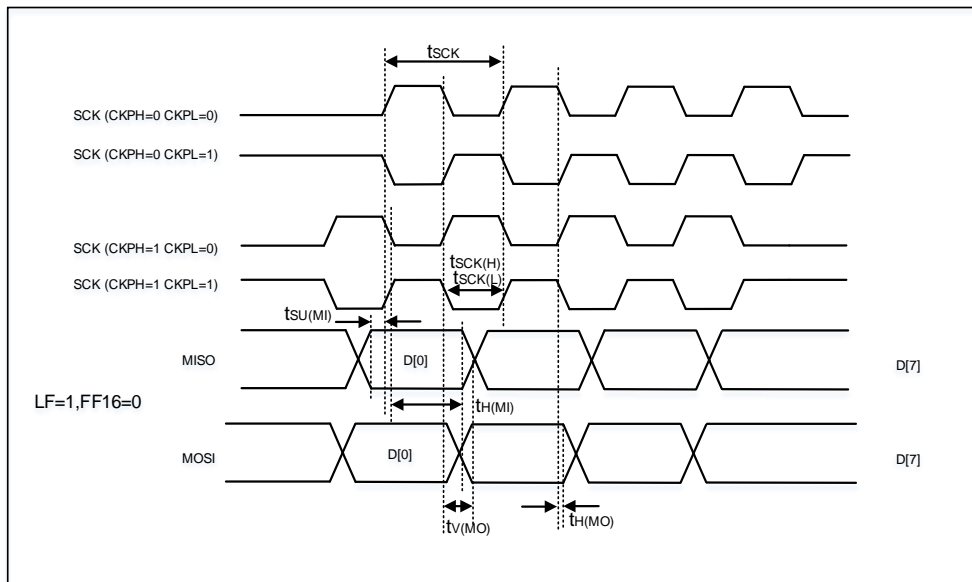 tSCK
SCK (CKPH=0 CKPL=0)
SCK (CKPH=0 CKPL=1)
SCK (CKPH=1 CKPL=0)
tSCK(H)
tSCK(L)
SCK (CKPH=1 CKPL=1)
tSU(MI)
MISO
D[0]
D[7]
LF=1,FF16=0
tH(MI)
MOSI
D[0]
D[7]
tV(MO)
tH(MO)